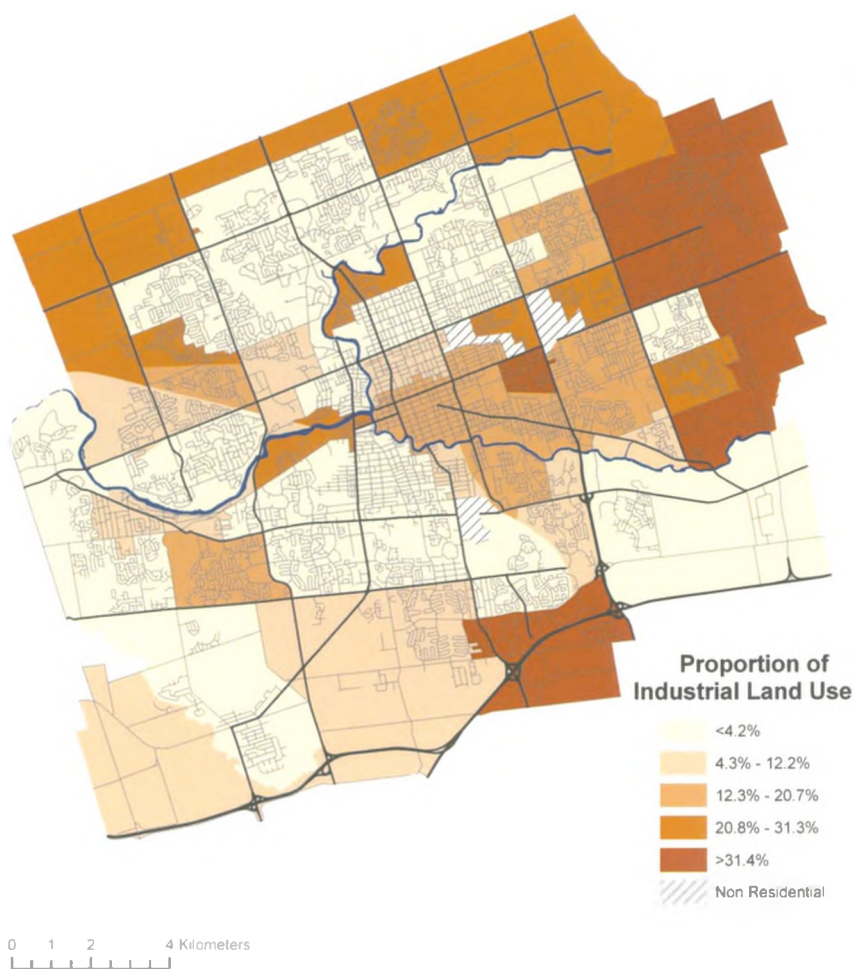 Proportion of
Industrial Land Use
<4.2%
4.3% - 12.2%
12.3% - 20.7%
20.8% - 31.3%
>31.4%
Non Residential
0 1 2 4 Kilometers